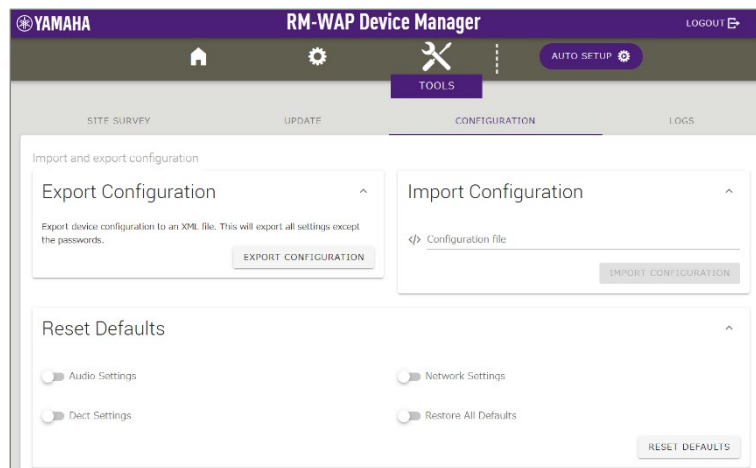 YAMAHA
RM-WAP Device Manager
LOGOUT
AUTO SETUP
TOOLS
SITE SURVEY
UPDATE
CONFIGURATION
LOGS
Import and export configuration
Export Configuration
Export device configuration to an XML file. This will export all settings except
the passwords.
EXPORT CONFIGURATION
Import Configuration
</> Configuration file
IMPORT CONFIGURATION
Reset Defaults
Audio Settings
Network Settings
Dect Settings
Restore All Defaults
RESET DEFAULTS